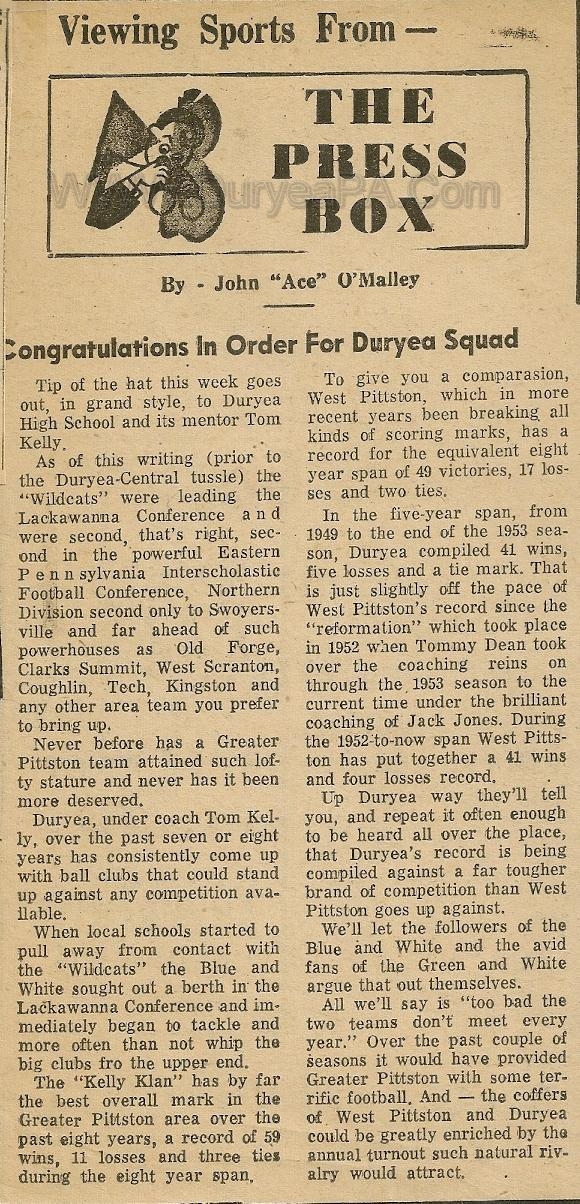 Viewing Sports From —
THE
PRESS
BOX
www.DuryeaPA.Com
By - John "Ace" O'Malley
Congratulations In Order For Duryea Squad
Tip of the hat this week goes
out, in grand style, to Duryea
High School and its mentor Tom
Kelly.
As of this writing (prior to
the Duryea-Central tussle) the
"Wildcats" were leading the
Lackawanna Conference and
were second, that's right, sec-
ond in the powerful Eastern
Pennsylvania Interscholastic
Football Conference, Northern
Division second only to Swoyers-
ville and far ahead of such
powerhouses as Old Forge,
Clarks Summit, West Scranton,
Coughlin, Tech, Kingston and
any other area team you prefer
to bring up.
Never before has a Greater
Pittston team attained such lof-
ty stature and never has it been
more deserved.
Duryea, under coach Tom Kel-
ly, over the past seven or eight
years has consistently come up
with ball clubs that could stand
up against any competition ava-
ilable.
When local schools started to
pull away from contact with
the "Wildcats" the Blue and
White sought out a berth in the
Lackawanna Conference and im-
mediately began to tackle and
more often than not whip the
big clubs fro the upper end.
The "Kelly Klan" has by far
the best overall mark in the
Greater Pittston area over the
past eight years, a record of 59
wins, 11 losses and three ties
during the eight year span.
To give you a comparasion,
West Pittston, which in more
recent years been breaking all
kinds of scoring marks, has a
record for the equivalent eight
year span of 49 victories, 17 los-
ses and two ties.
In the five-year span, from
1949 to the end of the 1953 sea-
son, Duryea compiled 41 wins,
five losses and a tie mark. That
is just slightly off the pace of
West Pittston's record since the
"reformation" which took place
in 1952 when Tommy Dean took
over the coaching reins on
through the 1953 season to the
current time under the brilliant
coaching of Jack Jones. During
the 1952-to-now span West Pitts-
ton has put together a 41 wins
and four losses record.
Up Duryea way they'll tell
you, and repeat it often enough
to be heard all over the place,
that Duryea's record is being
compiled against a far tougher
brand of competition than West
Pittston goes up against.
We'll let the followers of the
Blue and White and the avid
fans of the Green and White
argue that out themselves.
All we'll say is "too bad the
two teams don't meet every
year." Over the past couple of
seasons it would have provided
Greater Pittston with some ter-
rific football. And — the coffers
of West Pittston and Duryea
could be greatly enriched by the
annual turnout such natural riv-
alry would attract.